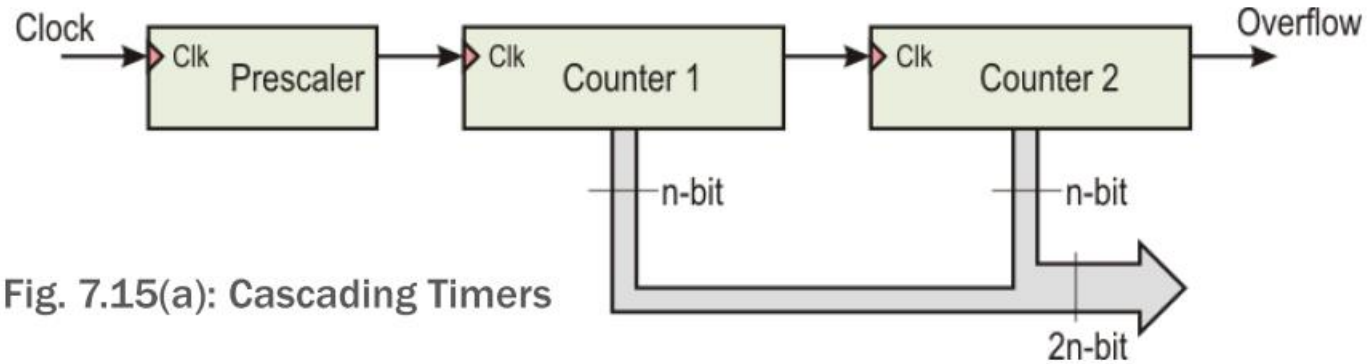 Clock
Overflow
Clk
Prescaler
Clk
Counter 1
Clk
Counter 2
n-bit
n-bit
Fig. 7.15(a): Cascading Timers
2n-bit